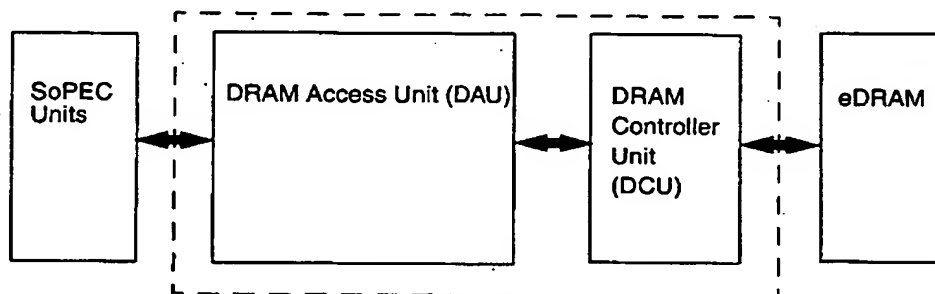 SoPEC
Units
DRAM Access Unit (DAU)
DRAM
Controller
Unit
(DCU)
eDRAM